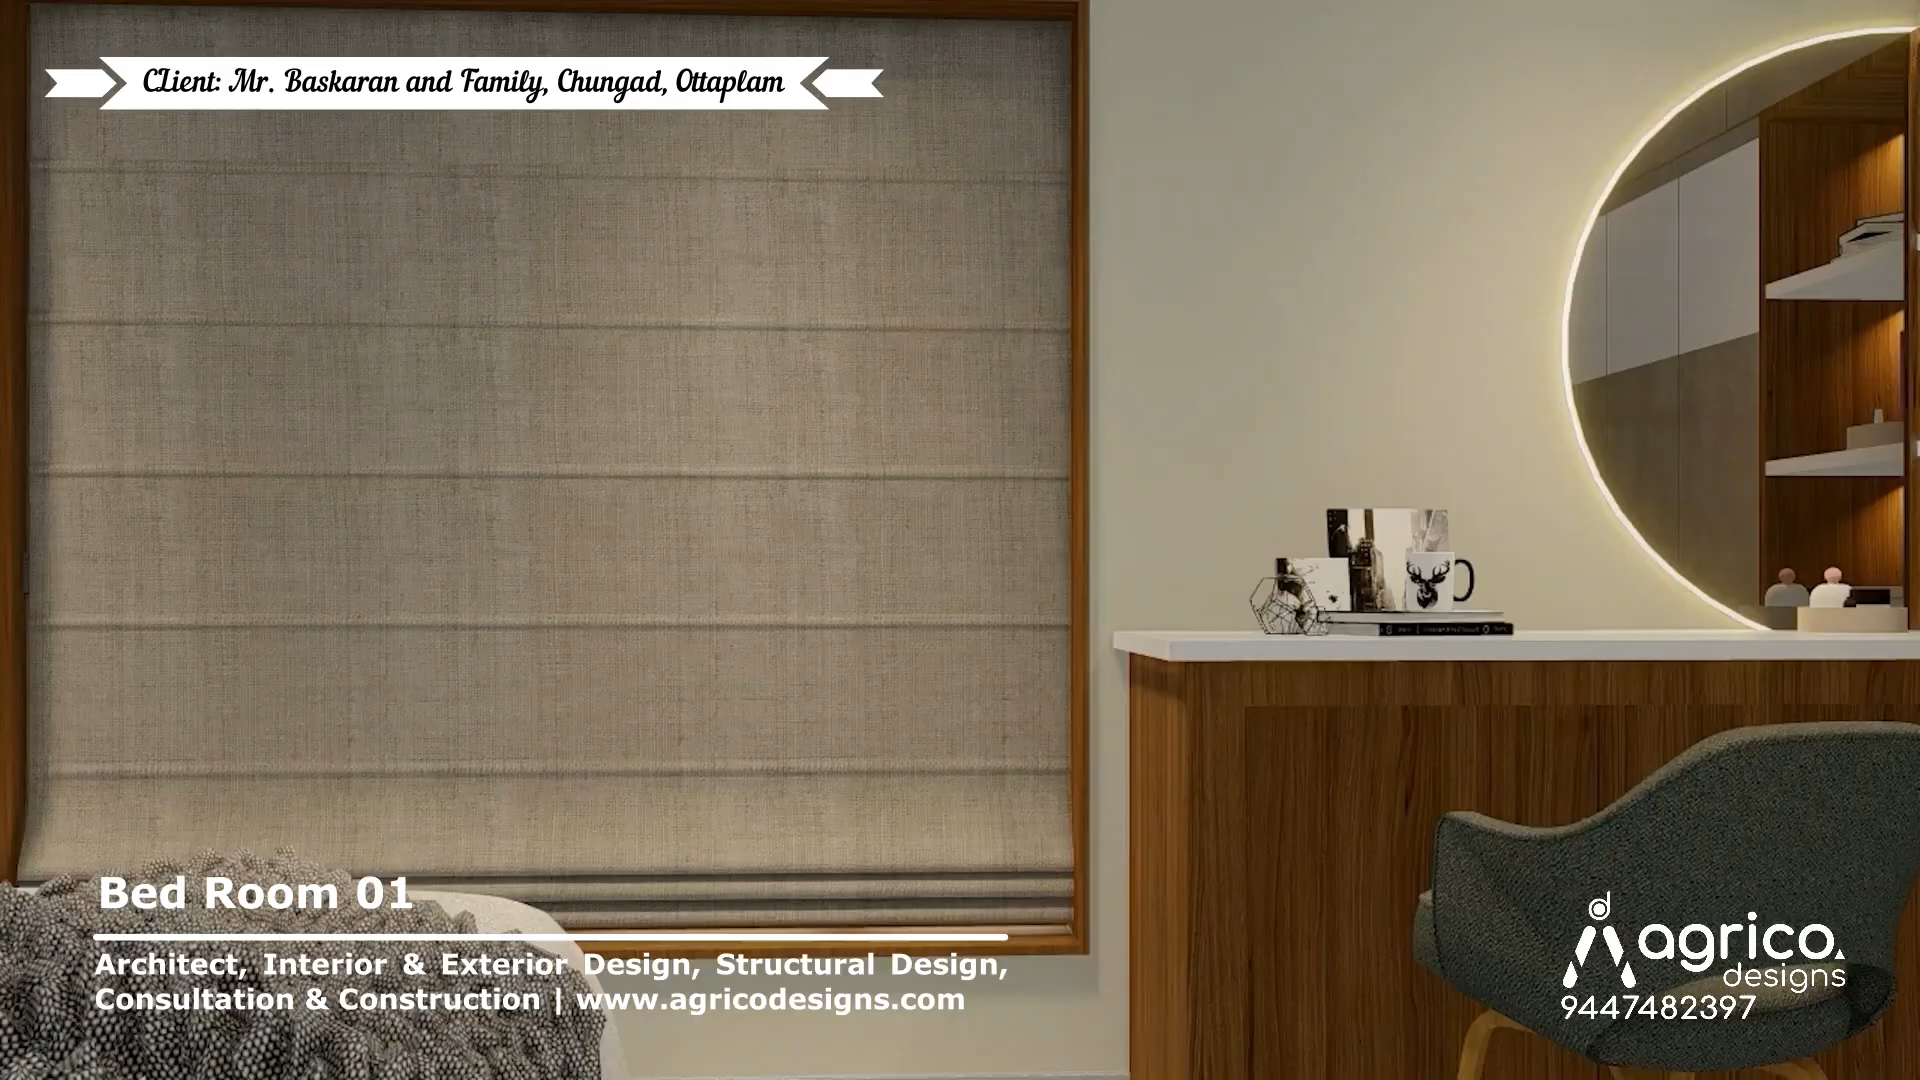 CLient: Mr. Baskaran and Family, Chungad, Ottaplam
Bed Room 01
Architect, Interior & Exterior Design, Structural Design,
Consultation & Construction | www.agricodesigns.com
agrico.
designs
9447482397